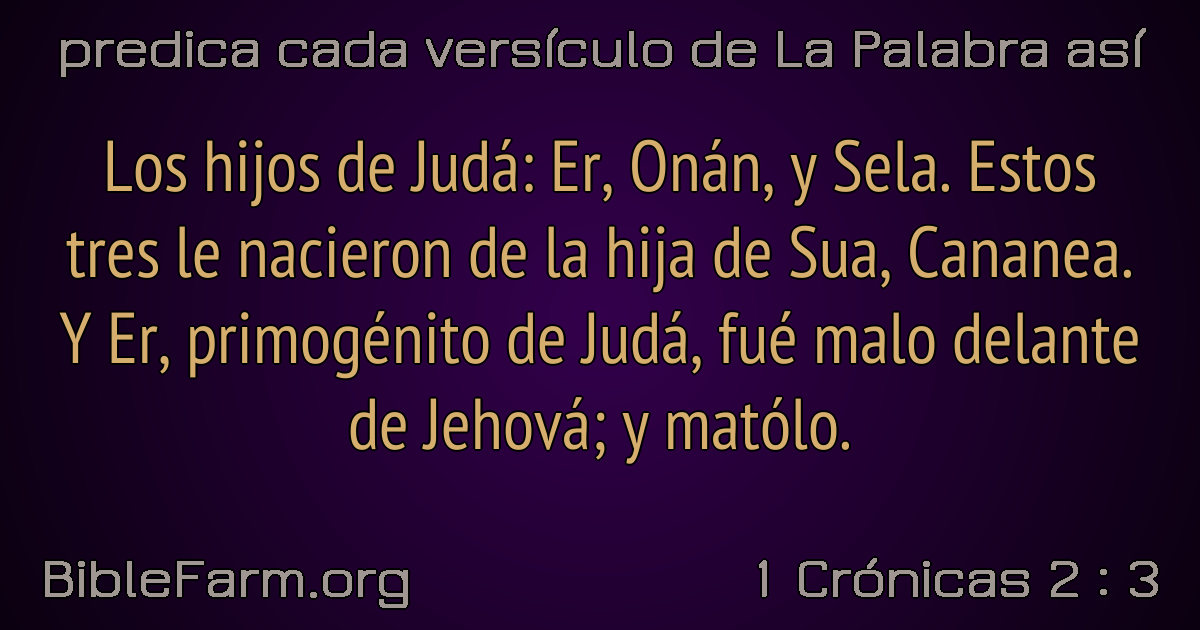 predica cada versículo de La Palabra así
Los hijos de Judá: Er, Onán, y Sela. Estos
tres le nacieron de la hija de Sua, Cananea.
Y Er, primogénito de Judá, fué malo delante
de Jehová; y matólo.
BibleFarm.org
1 Crónicas 2 : 3